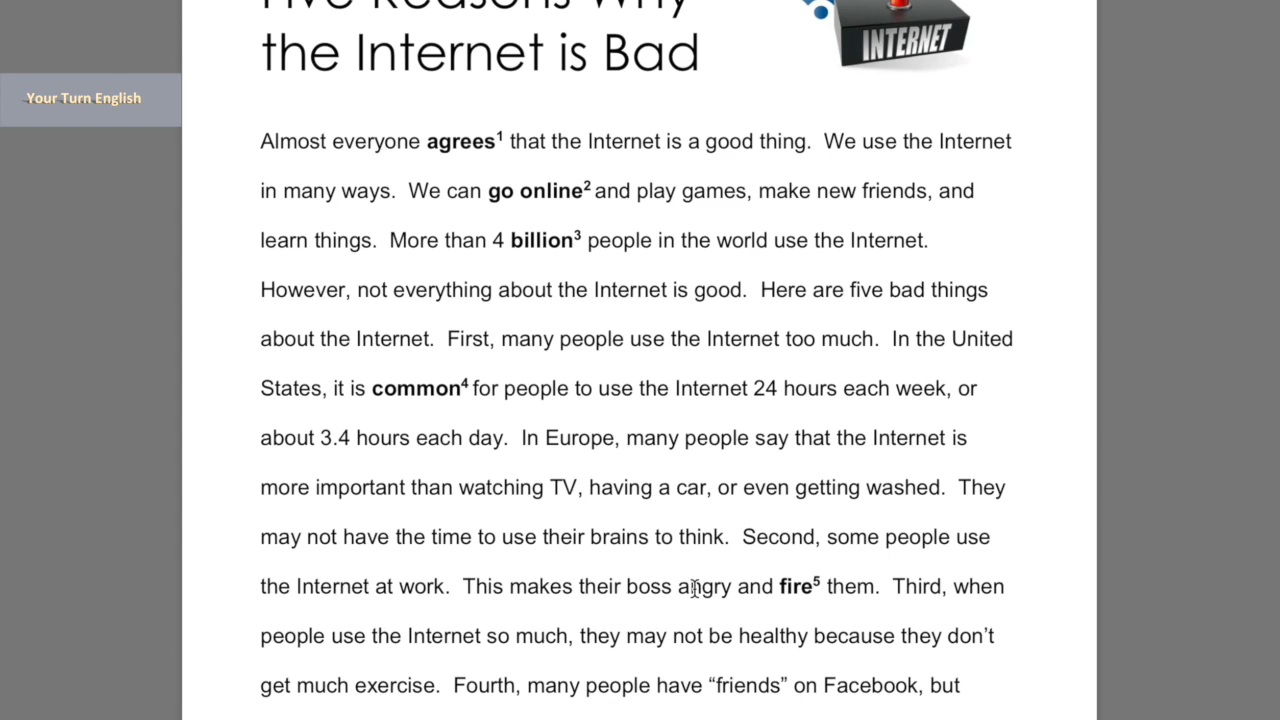 Five Reasons Why
the Internet is Bad
INTERNET
Your Turn English
Almost everyone agrees¹ that the Internet is a good thing.  We use the Internet
in many ways.  We can go online² and play games, make new friends, and
learn things.  More than 4 billion³ people in the world use the Internet.
However, not everything about the Internet is good.  Here are five bad things
about the Internet.  First, many people use the Internet too much.  In the United
States, it is common⁴ for people to use the Internet 24 hours each week, or
about 3.4 hours each day.  In Europe, many people say that the Internet is
more important than watching TV, having a car, or even getting washed.  They
may not have the time to use their brains to think.  Second, some people use
the Internet at work.  This makes their boss angry and fire⁵ them.  Third, when
people use the Internet so much, they may not be healthy because they don’t
get much exercise.  Fourth, many people have “friends” on Facebook, but